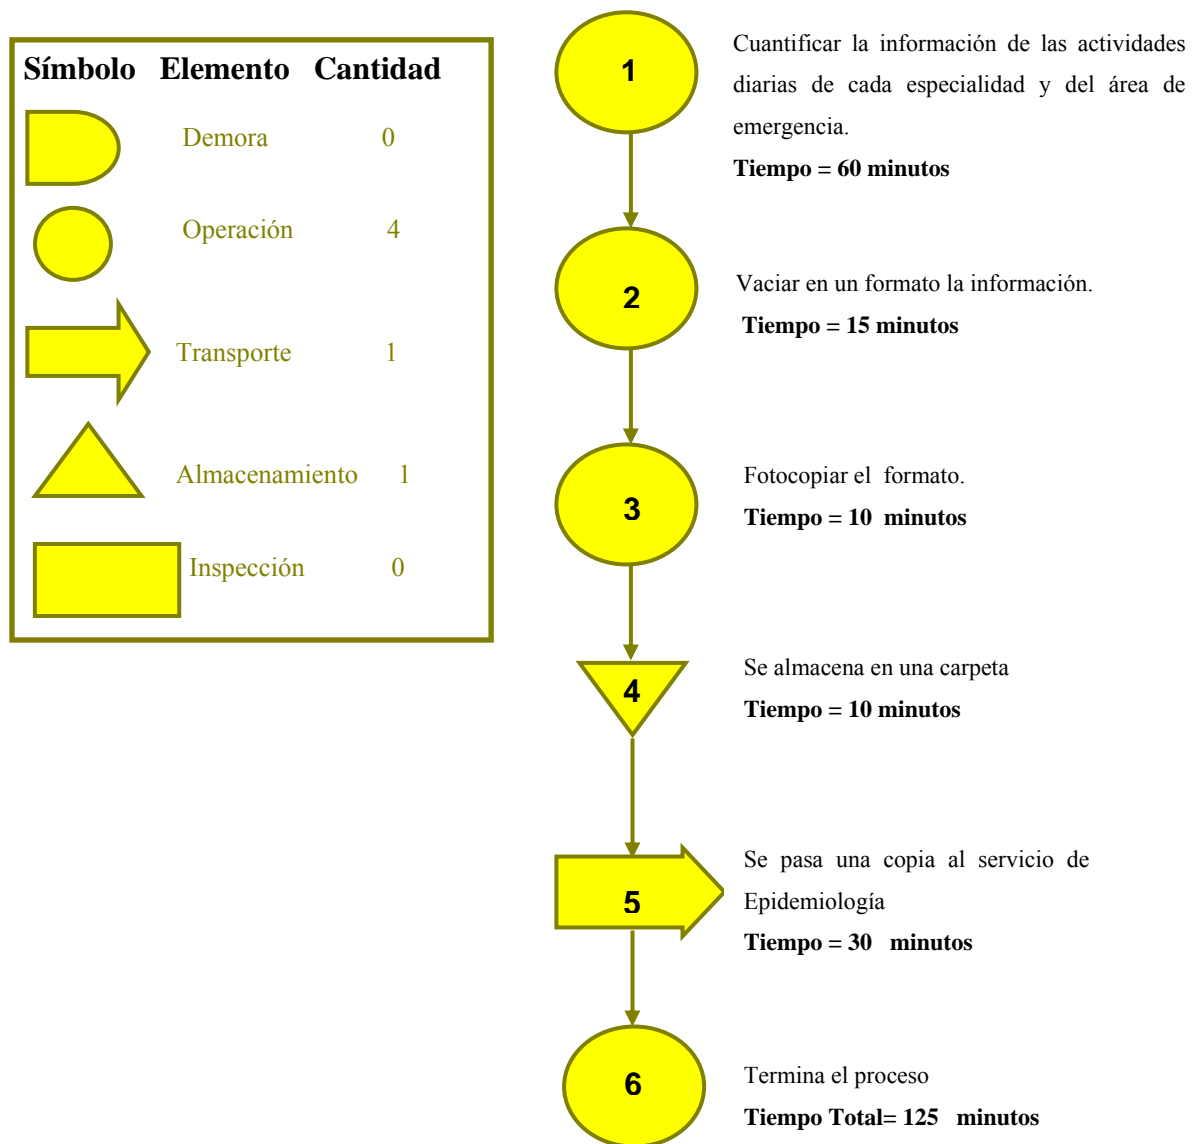 Símbolo Elemento Cantidad
Demora 0
Operación 4
Transporte 1
Almacenamiento 1
Inspección 0
1
Cuantificar la información de las actividades
diarias de cada especialidad y del área de
emergencia.
Tiempo = 60 minutos
2
Vaciar en un formato la información.
Tiempo = 15 minutos
3
Fotocopiar el formato.
Tiempo = 10 minutos
4
Se almacena en una carpeta
Tiempo = 10 minutos
5
Se pasa una copia al servicio de
Epidemiología
Tiempo = 30 minutos
6
Termina el proceso
Tiempo Total= 125 minutos